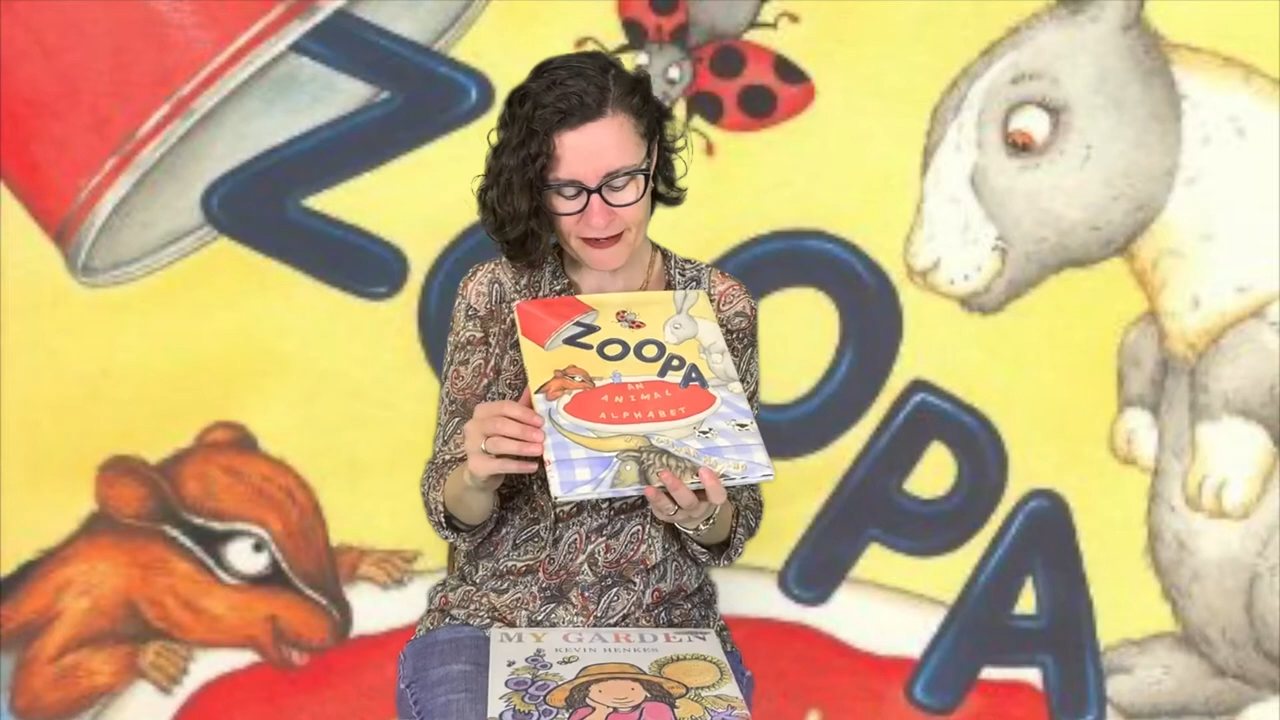 ZOOPA
ZOOPA
AN
ANIMAL
ALPHABET
MY GARDEN
KEVIN HENKES